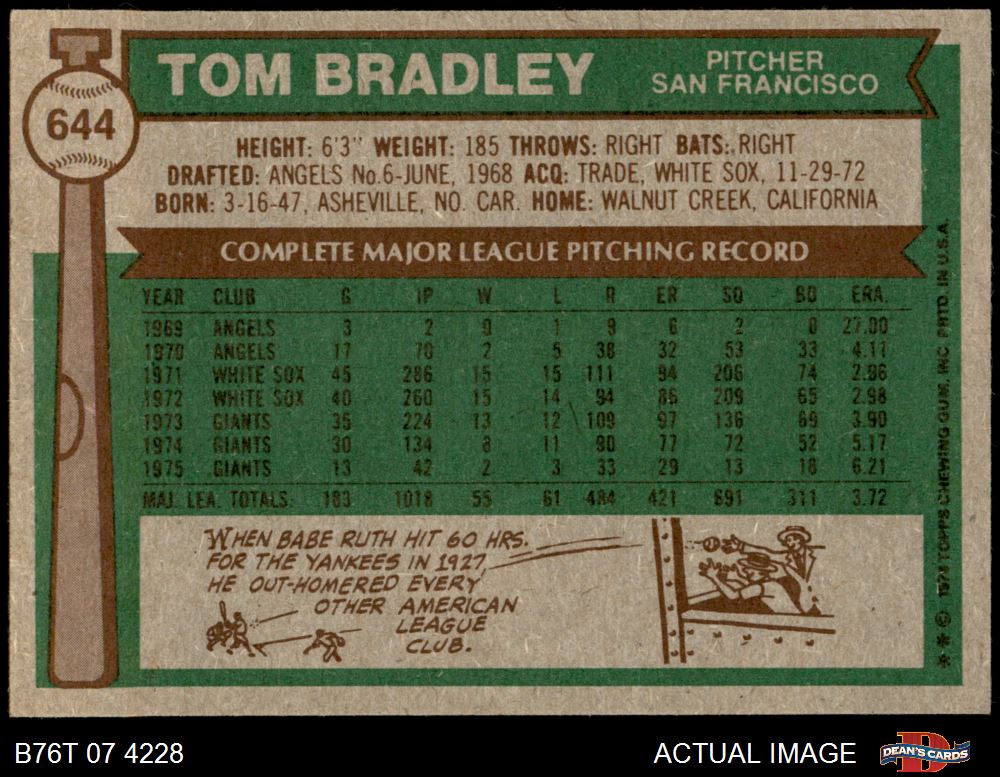 644
TOM BRADLEY
PITCHER
SAN FRANCISCO
HEIGHT: 6'3" WEIGHT: 185 THROWS: RIGHT BATS: RIGHT
DRAFTED: ANGELS No.6-JUNE, 1968 ACQ: TRADE, WHITE SOX, 11-29-72
BORN: 3-16-47, ASHEVILLE, NO. CAR. HOME: WALNUT CREEK, CALIFORNIA
COMPLETE MAJOR LEAGUE PITCHING RECORD
YEAR CLUB G IP W L R ER SO BB ERA
1969 ANGELS 3 2 0 1 9 6 2 0 27.00
1970 ANGELS 17 70 2 5 38 32 53 33 4.11
1971 WHITE SOX 45 286 15 15 111 94 206 74 2.96
1972 WHITE SOX 40 260 15 14 94 86 209 65 2.98
1973 GIANTS 35 224 13 12 109 97 136 69 3.90
1974 GIANTS 30 134 8 11 90 77 72 52 5.17
1975 GIANTS 13 42 2 3 33 29 13 18 6.21
MAJ. LEA. TOTALS 183 1018 55 61 484 421 691 311 3.72
WHEN BABE RUTH HIT 60 HRS.
FOR THE YANKEES IN 1927,
HE OUT-HOMERED EVERY
OTHER AMERICAN
LEAGUE
CLUB.
** © 1976 TOPPS CHEWING GUM, INC. PRTD. IN U.S.A.
B76T 07 4228
ACTUAL IMAGE
DEAN'S CARDS